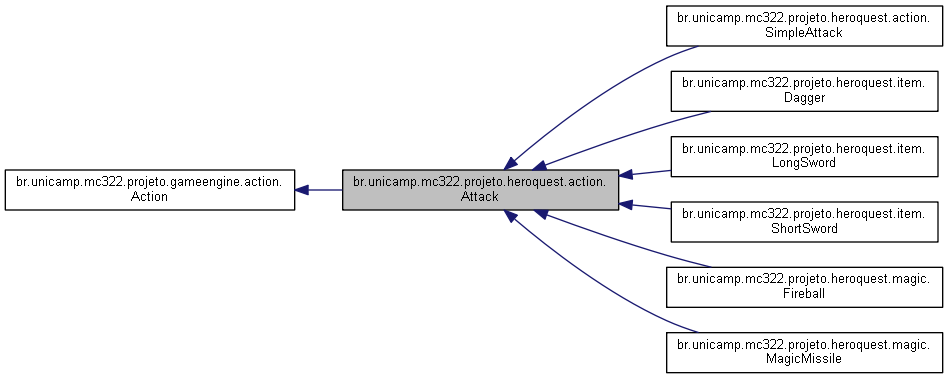 br.unicamp.mc322.projeto.heroquest.action.
SimpleAttack
br.unicamp.mc322.projeto.heroquest.item.
Dagger
br.unicamp.mc322.projeto.heroquest.item.
LongSword
br.unicamp.mc322.projeto.gameengine.action.
Action
br.unicamp.mc322.projeto.heroquest.action.
Attack
br.unicamp.mc322.projeto.heroquest.item.
ShortSword
br.unicamp.mc322.projeto.heroquest.magic.
Fireball
br.unicamp.mc322.projeto.heroquest.magic.
MagicMissile